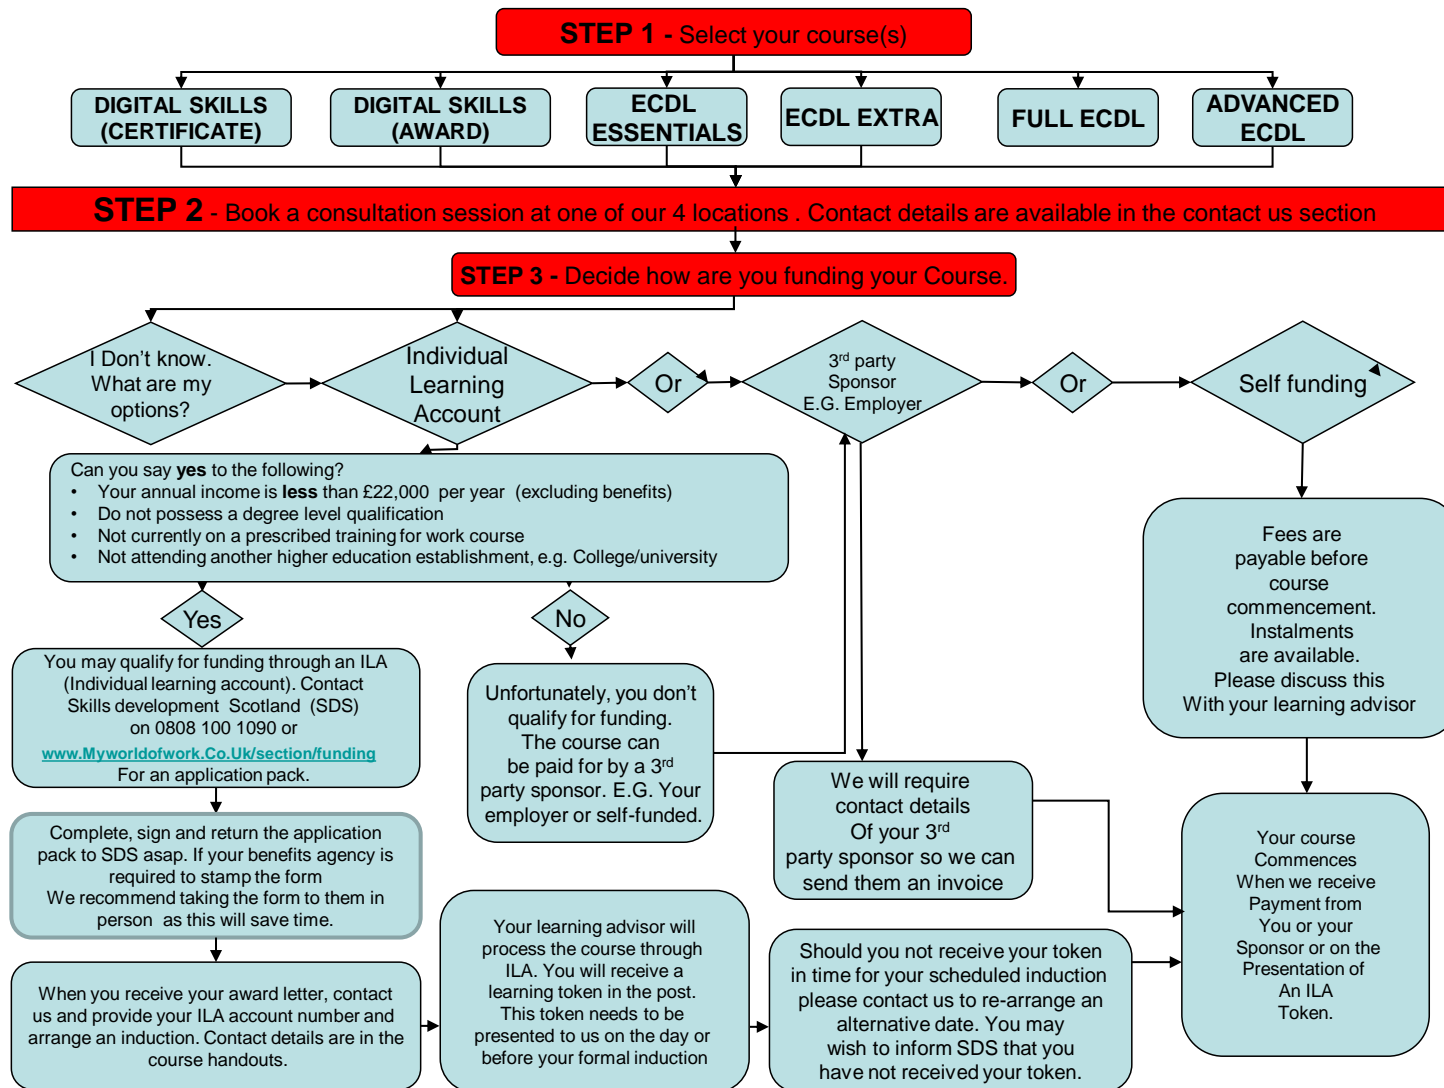 STEP 1 - Select your course(s)
DIGITAL SKILLS
(CERTIFICATE)
DIGITAL SKILLS
(AWARD)
ECDL
ESSENTIALS
ECDL EXTRA
FULL ECDL
ADVANCED
ECDL
STEP 2 - Book a consultation session at one of our 4 locations . Contact details are available in the contact us section
STEP 3 - Decide how are you funding your Course.
I Don't know.
What are my
options?
Individual
Learning
Account
Or
3rd party
Sponsor
E.G. Employer
Or
Self funding
Can you say yes to the following?
• Your annual income is less than £22,000 per year (excluding benefits)
• Do not possess a degree level qualification
• Not currently on a prescribed training for work course
• Not attending another higher education establishment, e.g. College/university
Yes
No
You may qualify for funding through an ILA
(Individual learning account). Contact
Skills development Scotland (SDS)
on 0808 100 1090 or
www.Myworldofwork.Co.Uk/section/funding
For an application pack.
Unfortunately, you don't
qualify for funding.
The course can
be paid for by a 3rd
party sponsor. E.G. Your
employer or self-funded.
Fees are
payable before
course
commencement.
Instalments
are available.
Please discuss this
With your learning advisor
We will require
contact details
Of your 3rd
party sponsor so we can
send them an invoice
Complete, sign and return the application
pack to SDS asap. If your benefits agency is
required to stamp the form
We recommend taking the form to them in
person as this will save time.
When you receive your award letter, contact
us and provide your ILA account number and
arrange an induction. Contact details are in the
course handouts.
Your learning advisor will
process the course through
ILA. You will receive a
learning token in the post.
This token needs to be
presented to us on the day or
before your formal induction
Should you not receive your token
in time for your scheduled induction
please contact us to re-arrange an
alternative date. You may
wish to inform SDS that you
have not received your token.
Your course
Commences
When we receive
Payment from
You or your
Sponsor or on the
Presentation of
An ILA
Token.